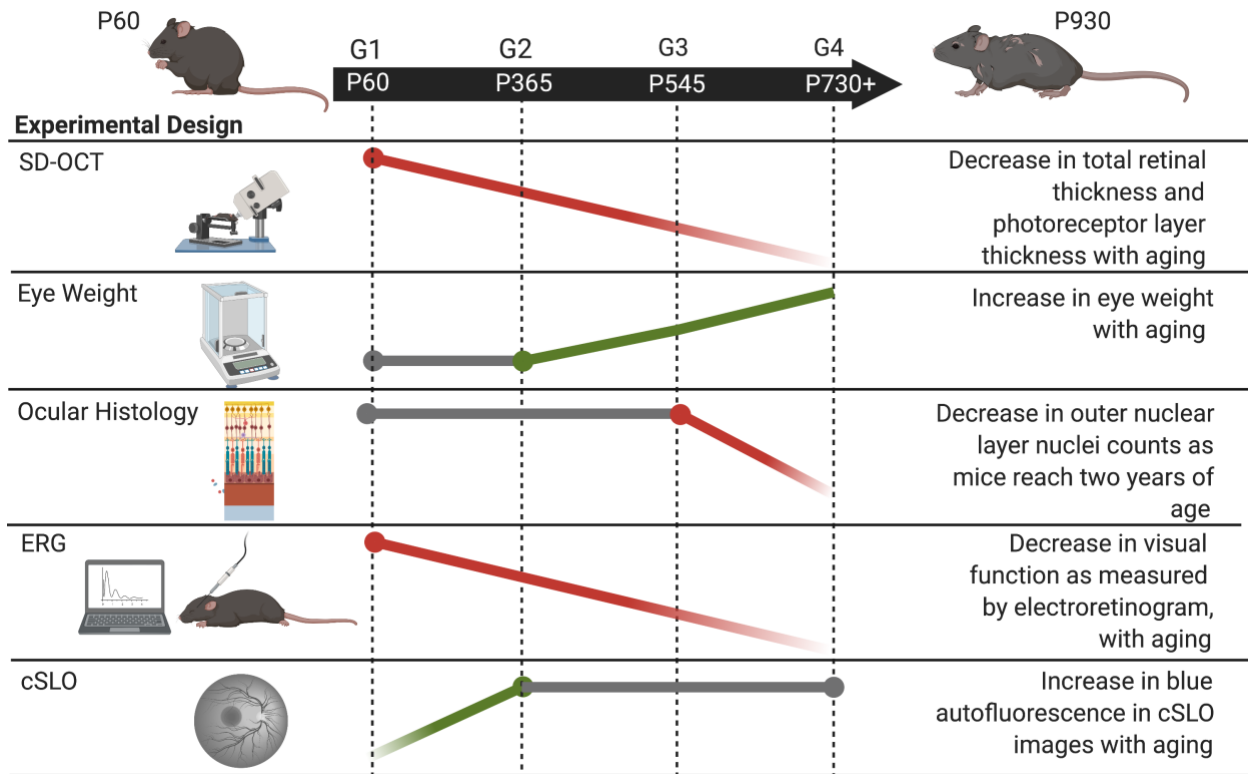 P60
P930
G1
G2
G3
G4
P60
P365
P545
P730+
Experimental Design
SD-OCT
Decrease in total retinal
thickness and
photoreceptor layer
thickness with aging
Eye Weight
Increase in eye weight
with aging
Ocular Histology
Decrease in outer nuclear
layer nuclei counts as
mice reach two years of
age
ERG
Decrease in visual
function as measured
by electroretinogram,
with aging
cSLO
Increase in blue
autofluorescence in cSLO
images with aging